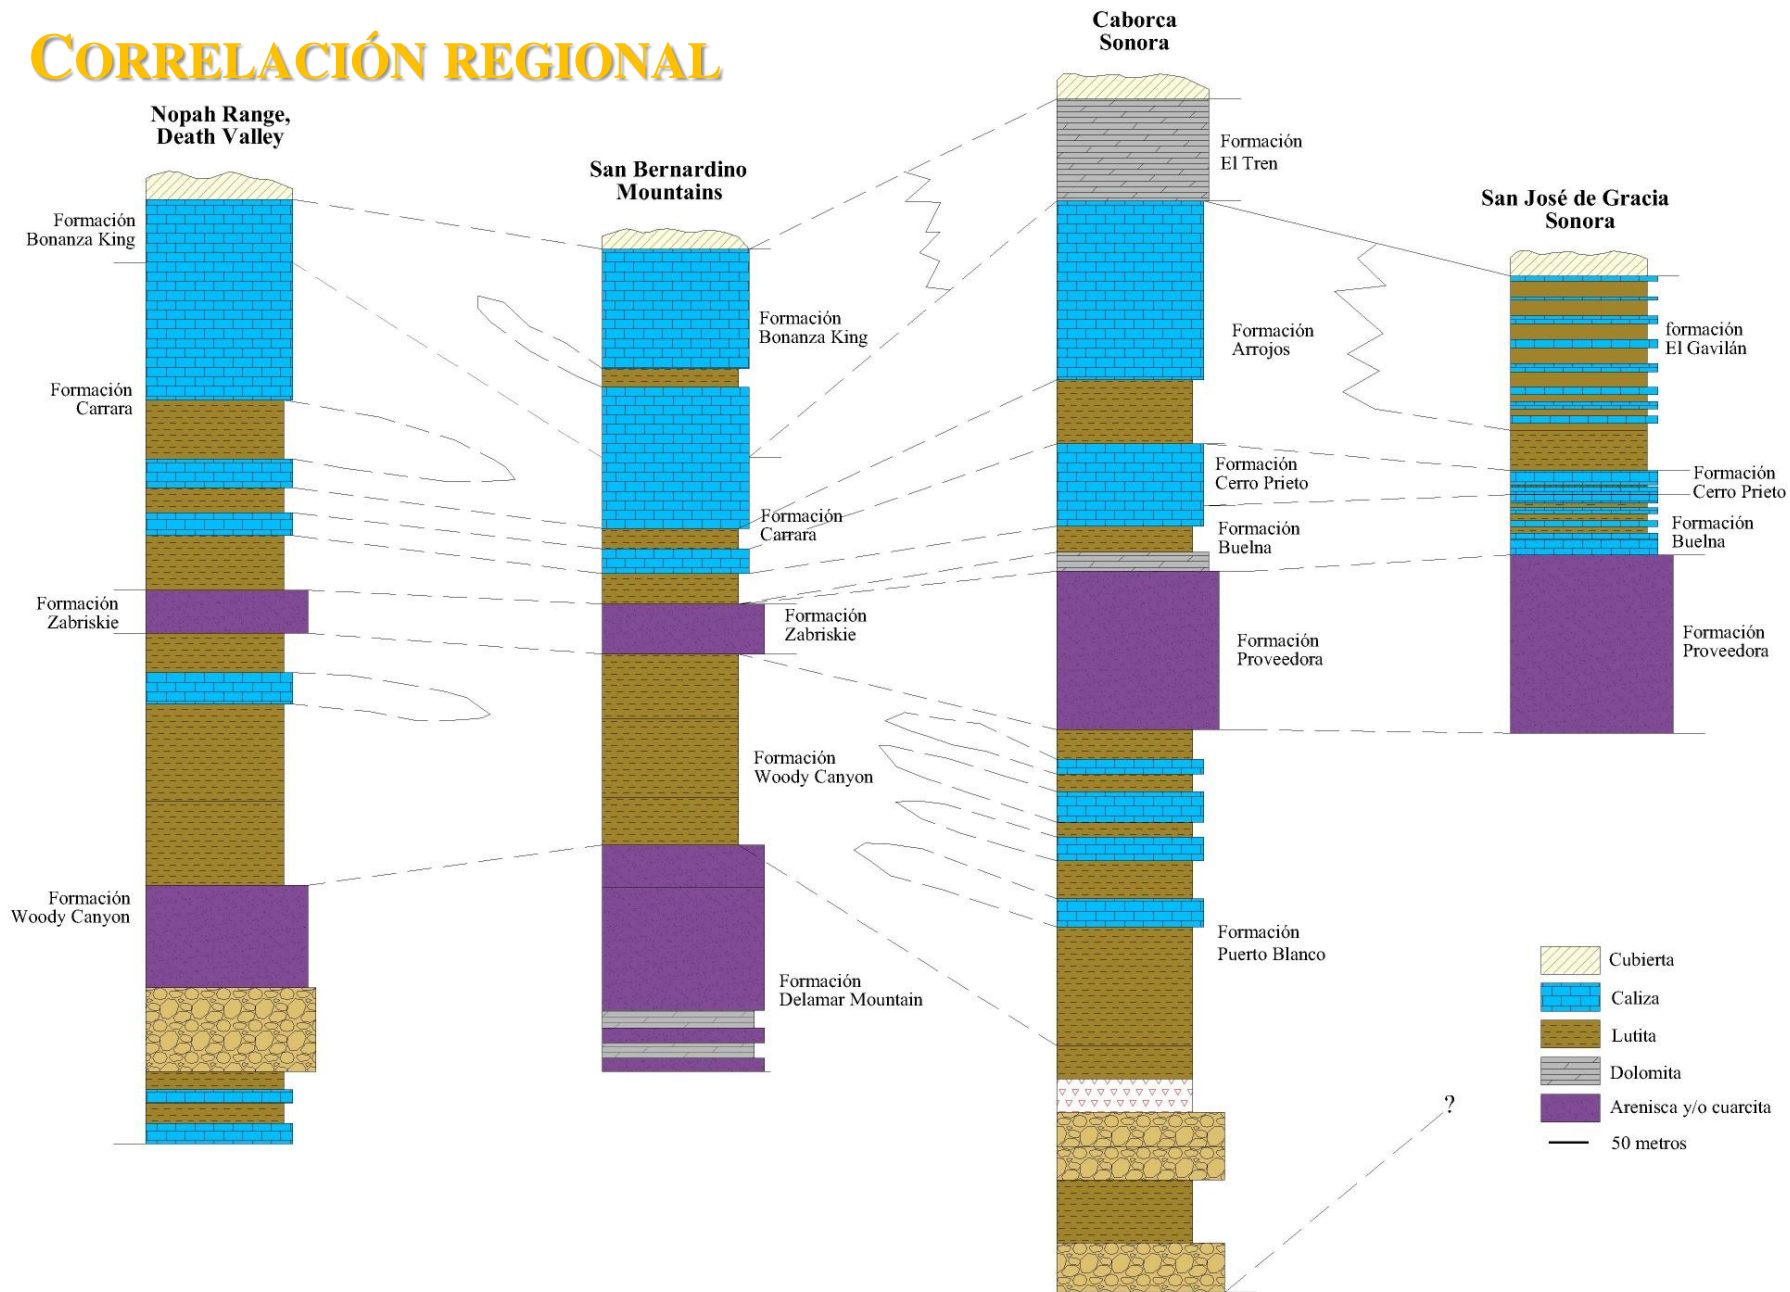 CORRELACIÓN REGIONAL
Nopah Range,
Death Valley
Formación
Bonanza King
Formación
Carrara
Formación
Zabriskie
Formación
Woody Canyon
San Bernardino
Mountains
Formación
Bonanza King
Formación
Carrara
Formación
Zabriskie
Formación
Woody Canyon
Formación
Delamar Mountain
Caborca
Sonora
Formación
El Tren
Formación
Arrojos
Formación
Cerro Prieto
Formación
Buelna
Formación
Proveedora
Formación
Puerto Blanco
San José de Gracia
Sonora
formación
El Gavilán
Formación
Cerro Prieto
Formación
Buelna
Formación
Proveedora
?
Cubierta
Caliza
Lutita
Dolomita
Arenisca y/o cuarcita
50 metros